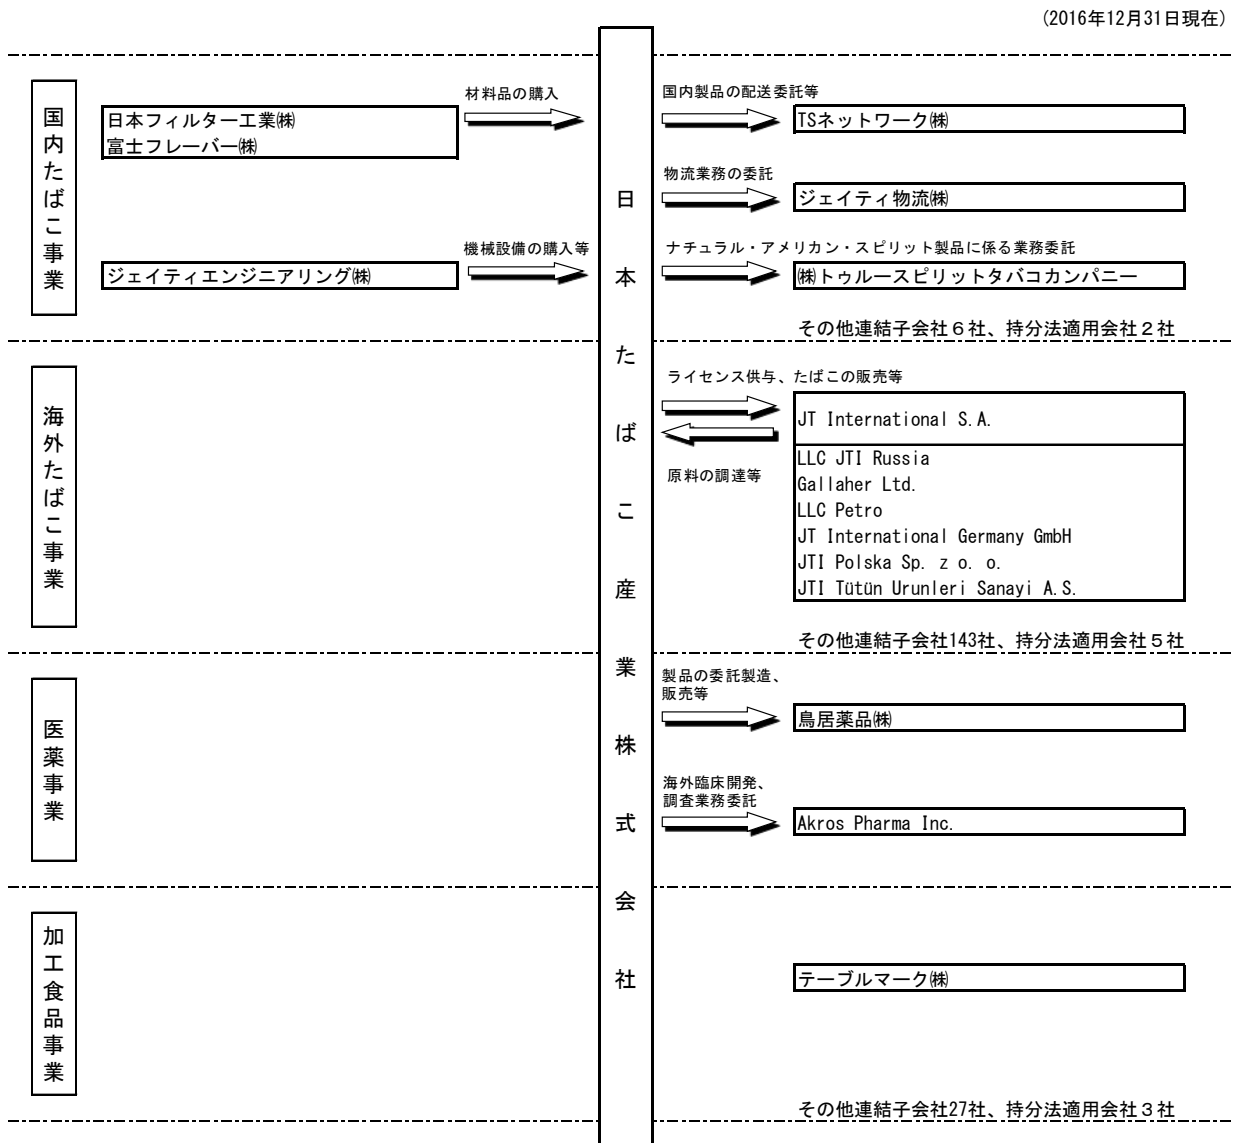 (2016年12月31日現在)
日本たばこ産業株式会社
国内たばこ事業
材料品の購入
日本フィルター工業㈱
富士フレーバー㈱
機械設備の購入等
ジェイティエンジニアリング㈱
国内製品の配送委託等
TSネットワーク㈱
物流業務の委託
ジェイティ物流㈱
ナチュラル・アメリカン・スピリット製品に係る業務委託
㈱トゥルースピリットタバコカンパニー
その他連結子会社６社、持分法適用会社２社
海外たばこ事業
ライセンス供与、たばこの販売等
JT International S.A.
原料の調達等
LLC JTI Russia
Gallaher Ltd.
LLC Petro
JT International Germany GmbH
JTI Polska Sp. z o. o.
JTI Tütün Urunleri Sanayi A.S.
その他連結子会社143社、持分法適用会社５社
医薬事業
製品の委託製造、
販売等
鳥居薬品㈱
海外臨床開発、
調査業務委託
Akros Pharma Inc.
加工食品事業
テーブルマーク㈱
その他連結子会社27社、持分法適用会社３社